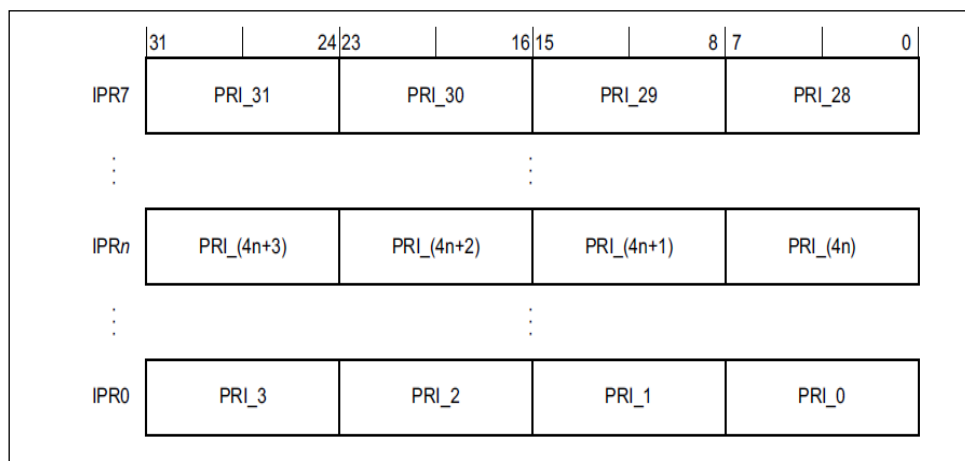 31 24 23 16 15 8 7 0
IPR7 PRI_31 PRI_30 PRI_29 PRI_28
IPRn PRI_(4n+3) PRI_(4n+2) PRI_(4n+1) PRI_(4n)
IPR0 PRI_3 PRI_2 PRI_1 PRI_0